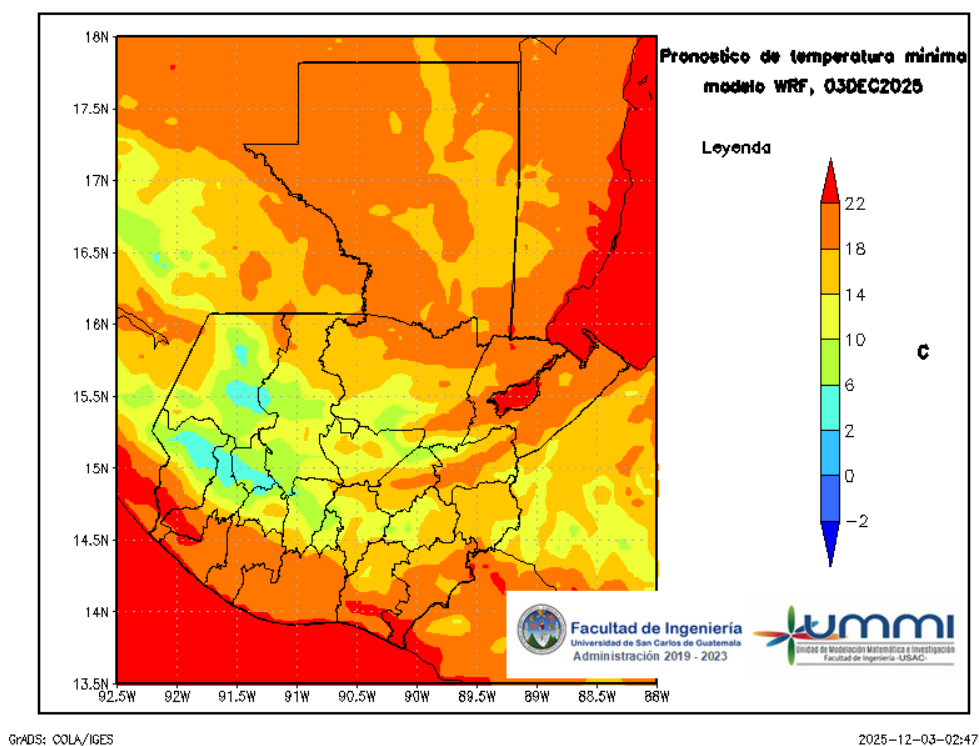 Pronostico de temperatura minima
modelo WRF, 03DEC2025
Leyenda
22
18
14
10
6
2
0
−2
C
18N
17.5N
17N
16.5N
16N
15.5N
15N
14.5N
14N
13.5N
92.5W 92W 91.5W 91W 90.5W 90W 89.5W 89W 88.5W 88W
Facultad de Ingeniería
Universidad de San Carlos de Guatemala
Administración 2019 - 2023
ummi
Unidad de Modelación Matemática e Investigación
Facultad de Ingeniería -USAC-
GrADS: COLA/IGES
2025-12-03-02:47